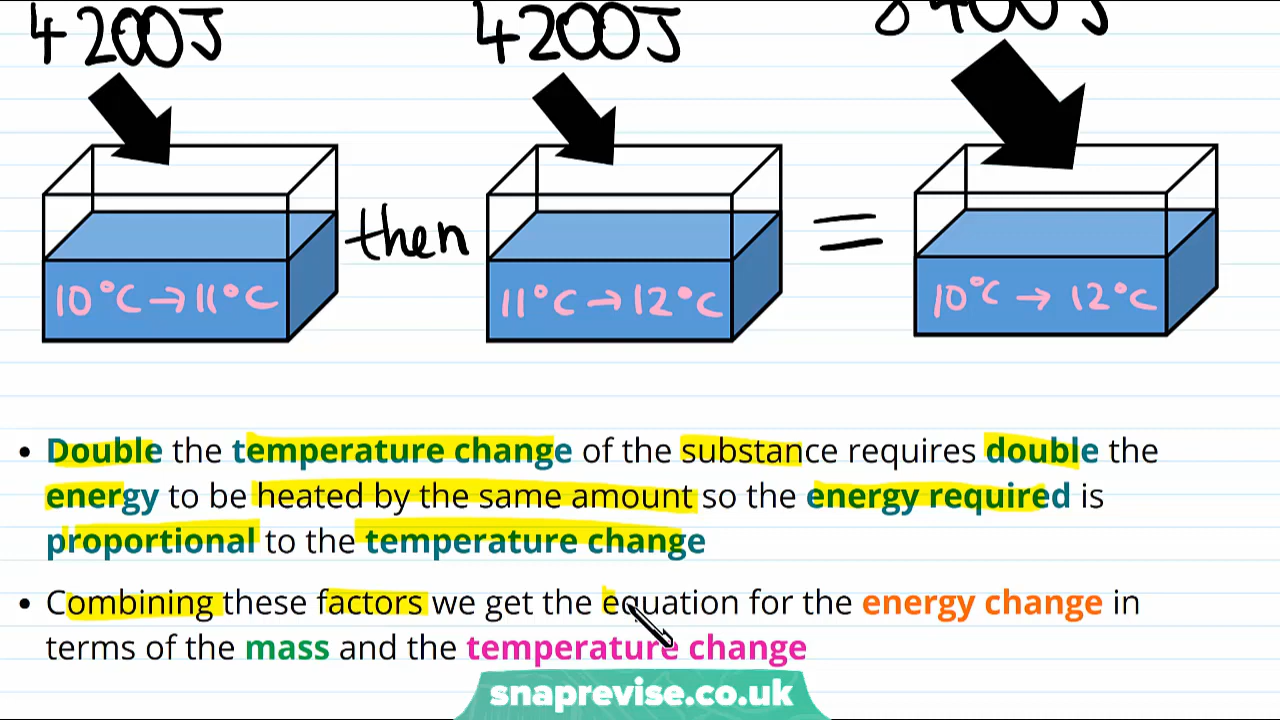 4200J 4200J 8400J
then =
10°C → 11°C 11°C → 12°C 10°C → 12°C
• Double the temperature change of the substance requires double the
energy to be heated by the same amount so the energy required is
proportional to the temperature change
• Combining these factors we get the equation for the energy change in
terms of the mass and the temperature change
snaprevise.co.uk